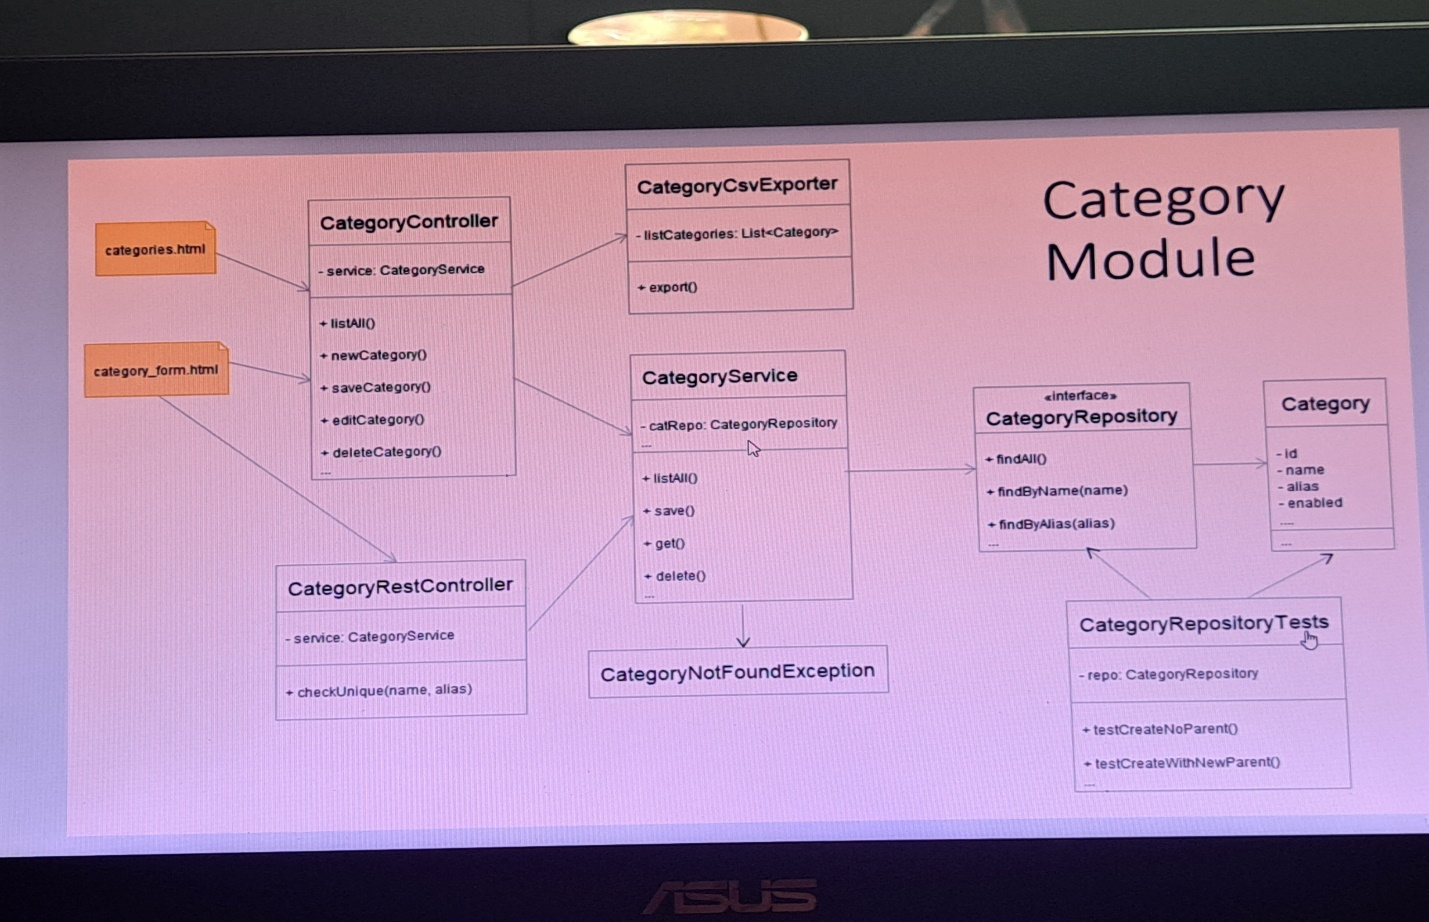 Category
Module
categories.html
category_form.html
CategoryController
- service: CategoryService
+ listAll()
+ newCategory()
+ saveCategory()
+ editCategory()
+ deleteCategory()
...
CategoryCsvExporter
- listCategories: List<Category>
+ export()
CategoryService
- catRepo: CategoryRepository
...
+ listAll()
+ save()
+ get()
+ delete()
...
«interface»
CategoryRepository
+ findAll()
+ findByName(name)
+ findByAlias(alias)
...
Category
- id
- name
- alias
- enabled
....
...
CategoryRestController
- service: CategoryService
+ checkUnique(name, alias)
CategoryNotFoundException
CategoryRepositoryTests
- repo: CategoryRepository
+ testCreateNoParent()
+ testCreateWithNewParent()
...
ASUS